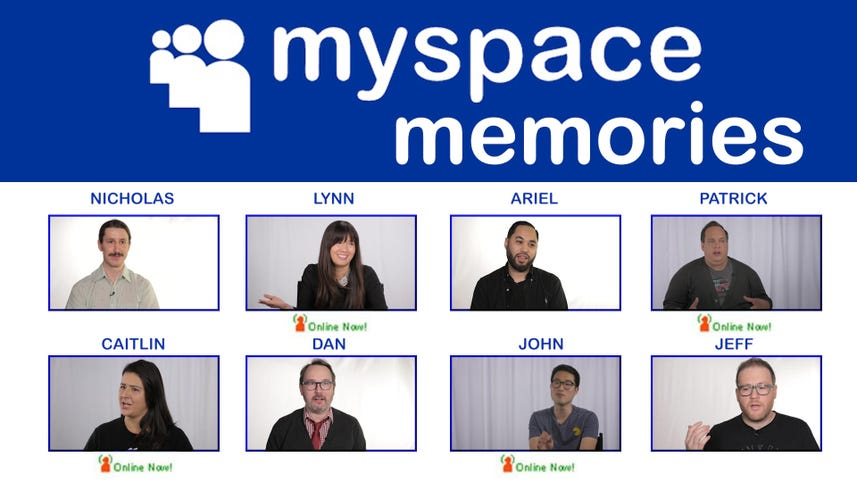 myspace
memories
NICHOLAS
LYNN
ARIEL
PATRICK
Online Now!
Online Now!
CAITLIN
DAN
JOHN
JEFF
Online Now!
Online Now!